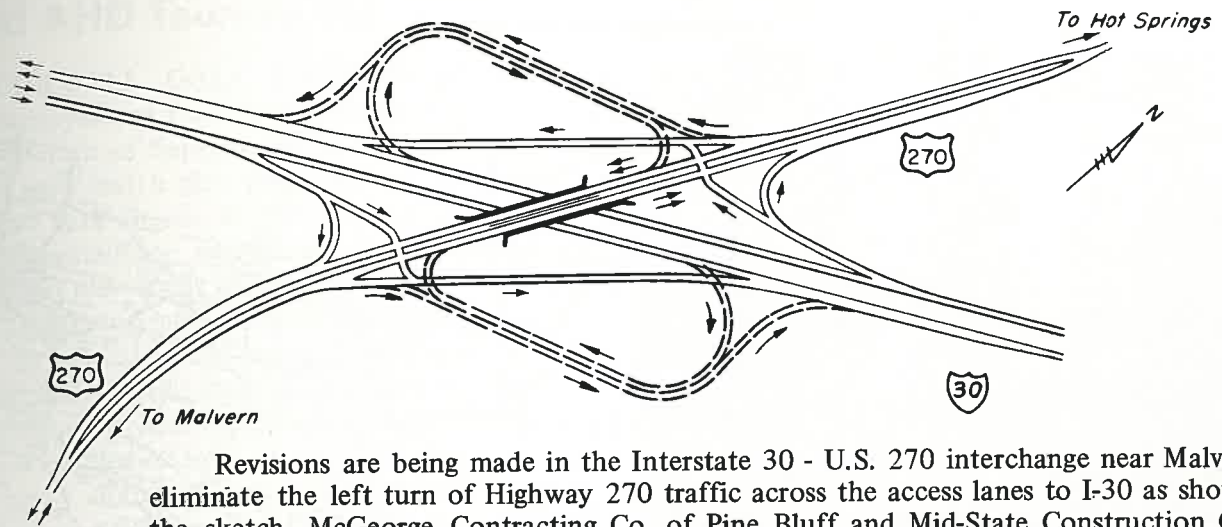 To Hot Springs
N
270
270
30
To Malvern
Revisions are being made in the Interstate 30 - U.S. 270 interchange near Malv
eliminate the left turn of Highway 270 traffic across the access lanes to I-30 as sho
the sketch. McGeorge Contracting Co. of Pine Bluff and Mid-State Construction